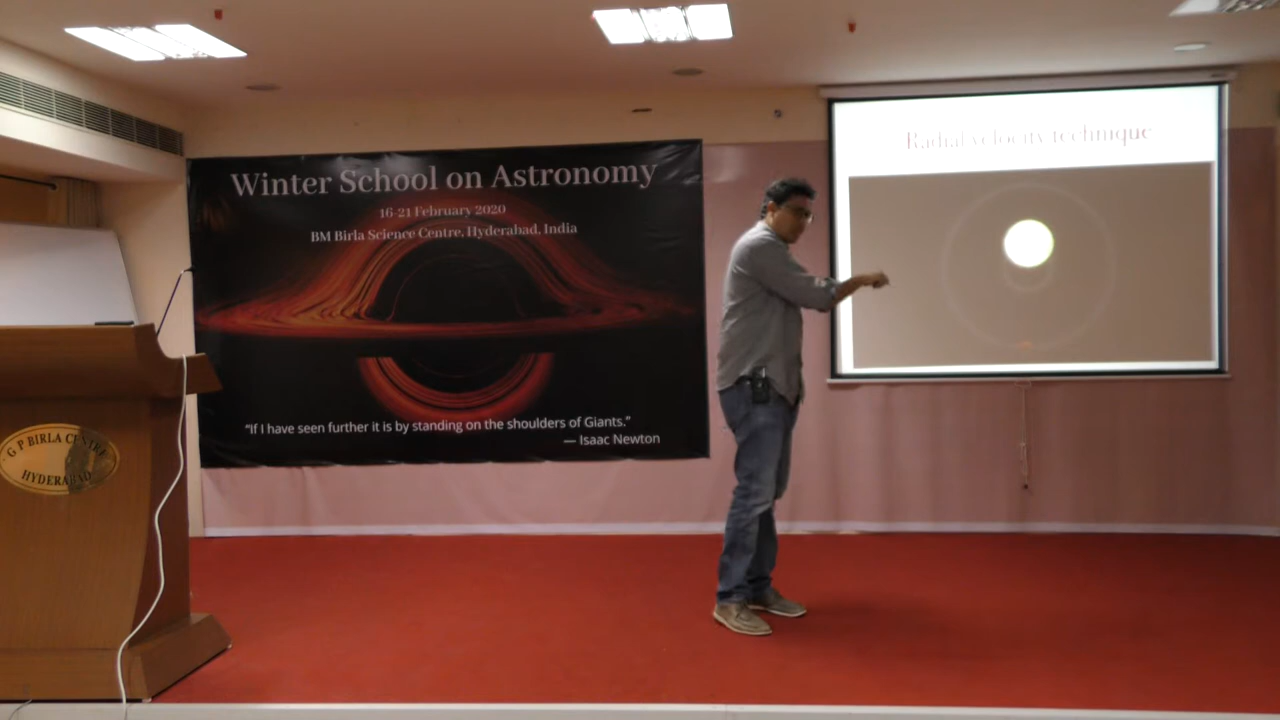 Winter School on Astronomy
16-21 February 2020
BM Birla Science Centre, Hyderabad, India
“If I have seen further it is by standing on the shoulders of Giants.”
— Isaac Newton
Radial velocity technique
G P BIRLA CENTRE
HYDERABAD